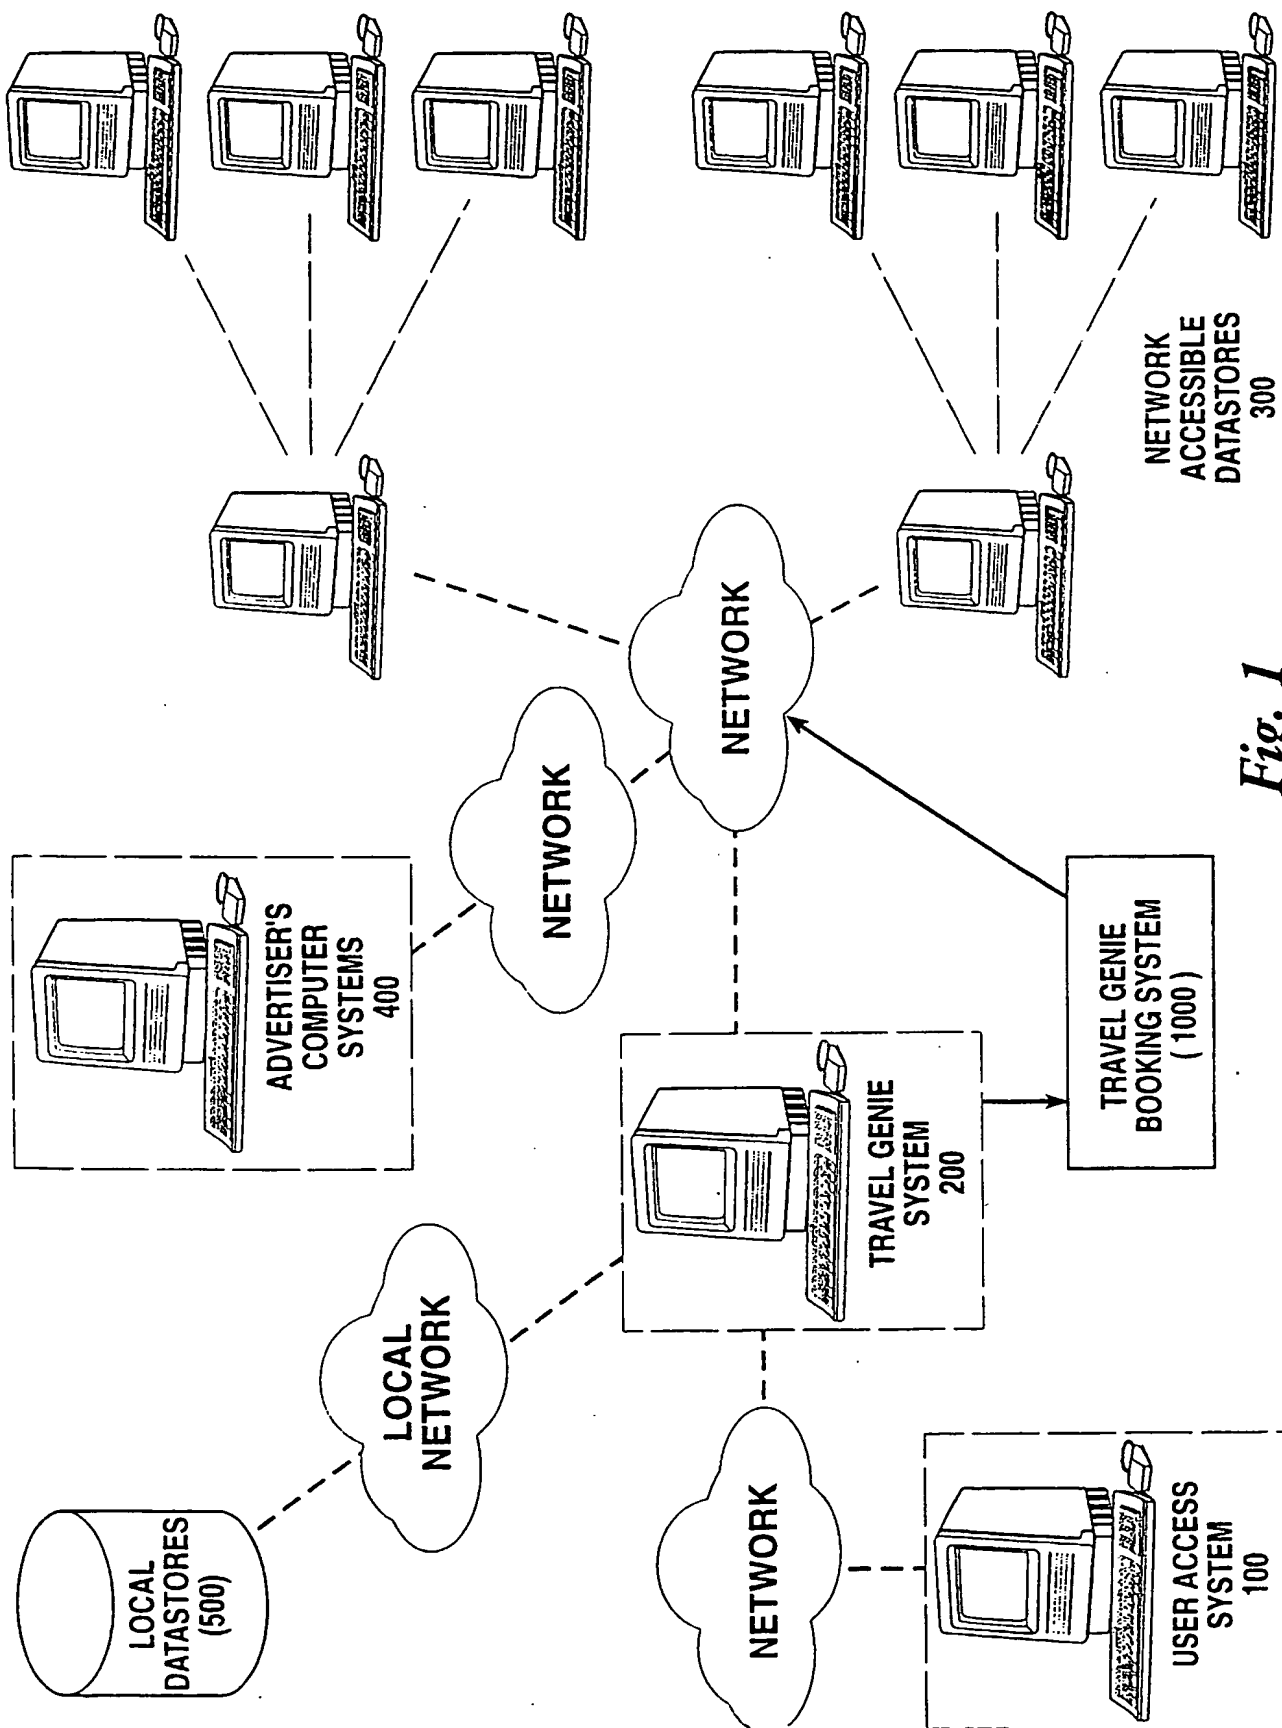 LOCAL
DATASTORES
(500)
ADVERTISER'S
COMPUTER
SYSTEMS
400
LOCAL
NETWORK
NETWORK
NETWORK
NETWORK
TRAVEL GENIE
SYSTEM
200
USER ACCESS
SYSTEM
100
TRAVEL GENIE
BOOKING SYSTEM
(1000)
NETWORK
ACCESSIBLE
DATASTORES
300
Fig. 1